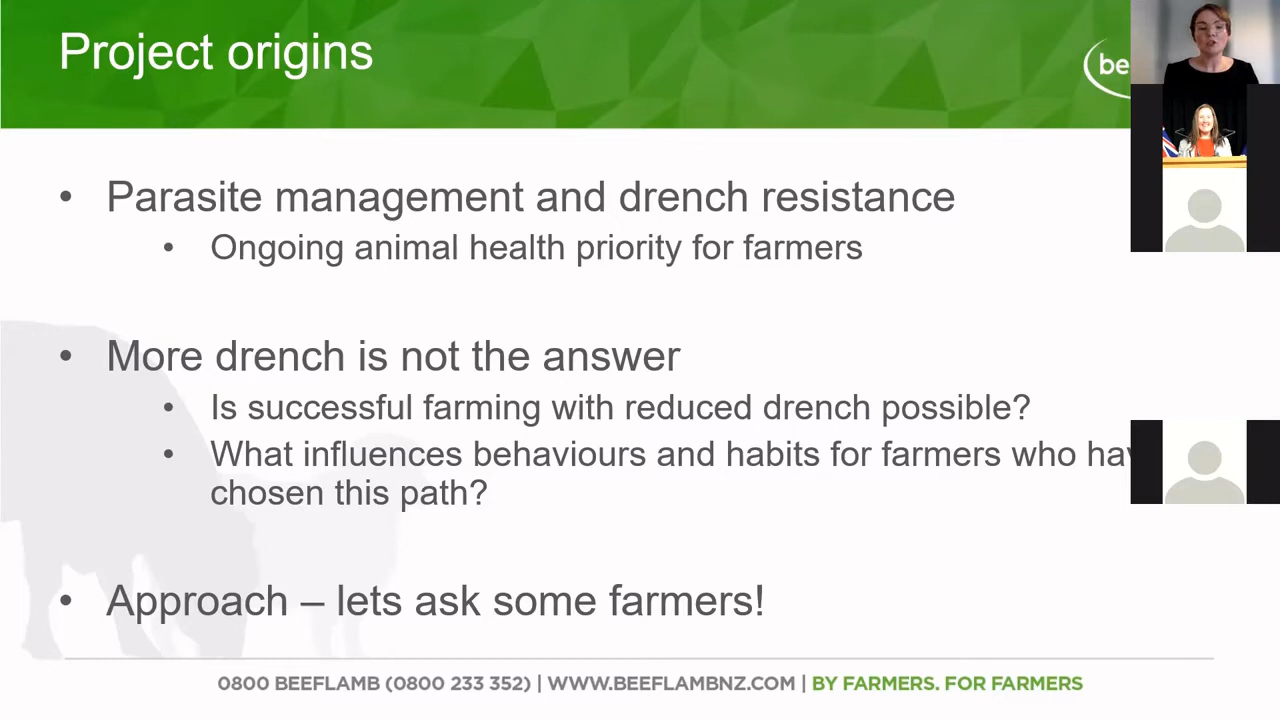 Project origins
be
• Parasite management and drench resistance
• Ongoing animal health priority for farmers
• More drench is not the answer
• Is successful farming with reduced drench possible?
• What influences behaviours and habits for farmers who
chosen this path?
• Approach – lets ask some farmers!
0800 BEEFLAMB (0800 233 352) | WWW.BEEFLAMBNZ.COM | BY FARMERS. FOR FARMERS